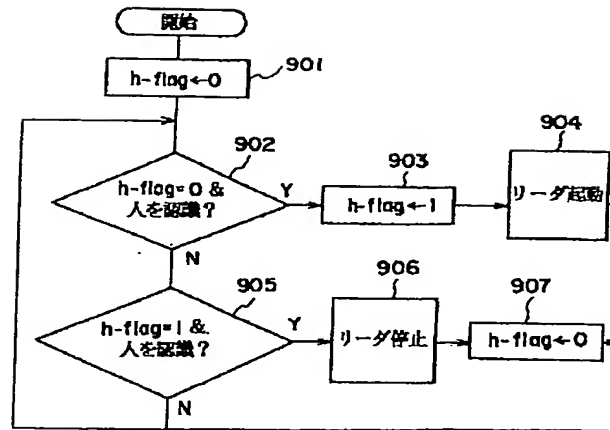 開始
901
h-flag←0
902
h-flag=0 &
人を認識?
Y
N
903
h-flag←1
904
リーダ起動
905
h-flag=1 &
人を認識?
Y
N
906
リーダ停止
907
h-flag←0